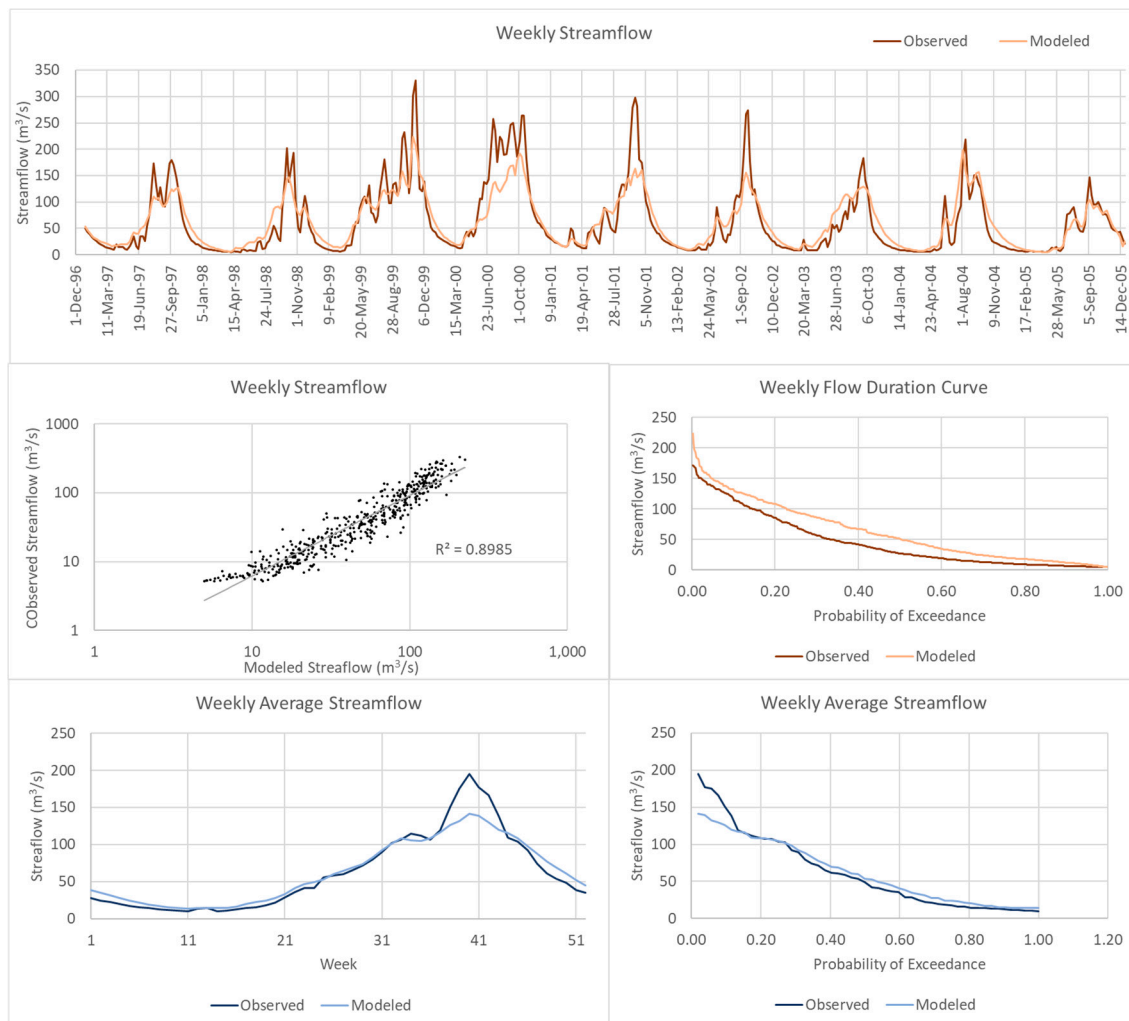 Weekly Streamflow
Observed Modeled
Streamflow (m³/s)
350
300
250
200
150
100
50
0
1-Dec-96
11-Mar-97
19-Jun-97
27-Sep-97
5-Jan-98
15-Apr-98
24-Jul-98
1-Nov-98
9-Feb-99
20-May-99
28-Aug-99
6-Dec-99
15-Mar-00
23-Jun-00
1-Oct-00
9-Jan-01
19-Apr-01
28-Jul-01
5-Nov-01
13-Feb-02
24-May-02
1-Sep-02
10-Dec-02
20-Mar-03
28-Jun-03
6-Oct-03
14-Jan-04
23-Apr-04
1-Aug-04
9-Nov-04
17-Feb-05
28-May-05
5-Sep-05
14-Dec-05
Weekly Streamflow
CObserved Streamflow (m³/s)
1000
100
10
1
R² = 0.8985
1 10 100 1,000
Modeled Streaflow (m³/s)
Weekly Flow Duration Curve
Streamflow (m³/s)
250
200
150
100
50
0
0.00 0.20 0.40 0.60 0.80 1.00
Probability of Exceedance
Observed Modeled
Weekly Average Streamflow
Streaflow (m³/s)
250
200
150
100
50
0
1 11 21 31 41 51
Week
Observed Modeled
Weekly Average Streamflow
Streaflow (m³/s)
250
200
150
100
50
0
0.00 0.20 0.40 0.60 0.80 1.00 1.20
Probability of Exceedance
Observed Modeled